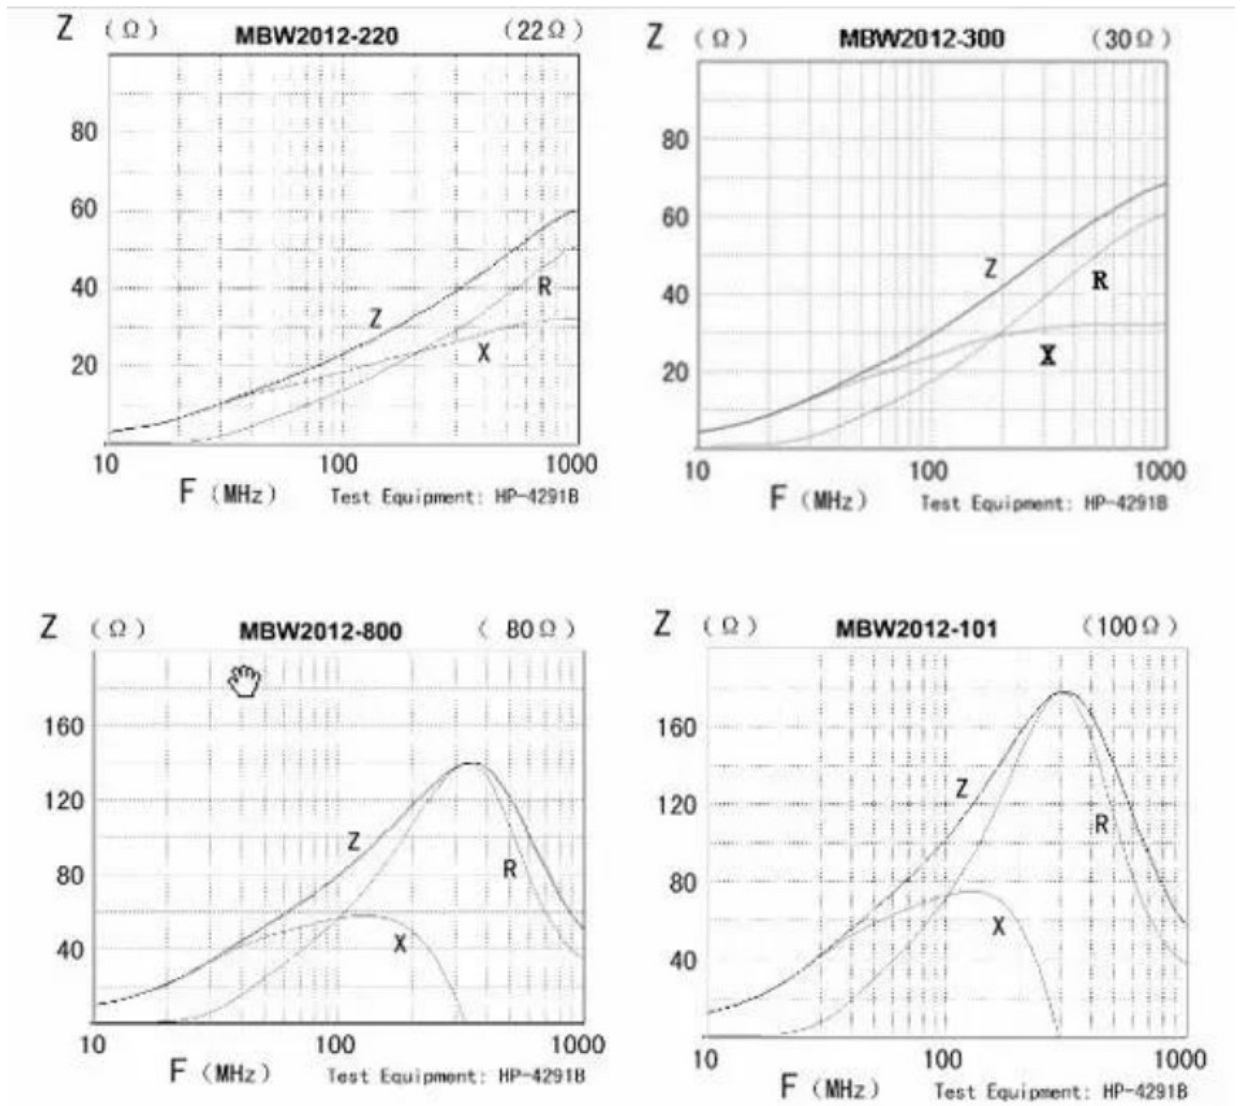 Z (Ω) MBW2012-220 (22Ω)
80
60
40
20
Z
R
X
10 100 1000
F (MHz) Test Equipment: HP-4291B
Z (Ω) MBW2012-300 (30Ω)
80
60
40
20
Z
R
X
10 100 1000
F (MHz) Test Equipment: HP-4291B
Z (Ω) MBW2012-800 (80Ω)
160
120
80
40
Z
R
X
10 100 1000
F (MHz) Test Equipment: HP-4291B
Z (Ω) MBW2012-101 (100Ω)
160
120
80
40
Z
R
X
10 100 1000
F (MHz) Test Equipment: HP-4291B